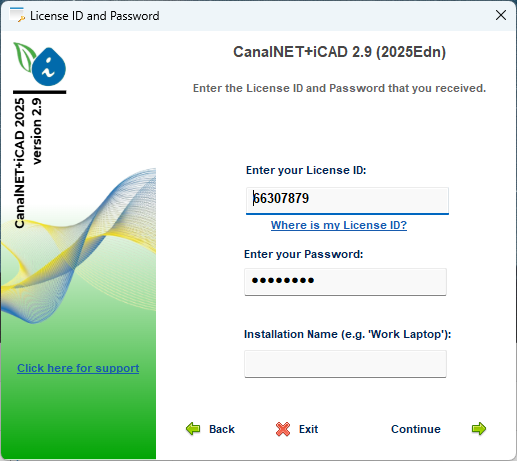 License ID and Password
CanalNET+iCAD 2025
version 2.9
CanalNET+iCAD 2.9 (2025Edn)
Enter the License ID and Password that you received.
Enter your License ID:
66307879
Where is my License ID?
Enter your Password:
●●●●●●●●
Installation Name (e.g. 'Work Laptop'):
Click here for support
Back
Exit
Continue